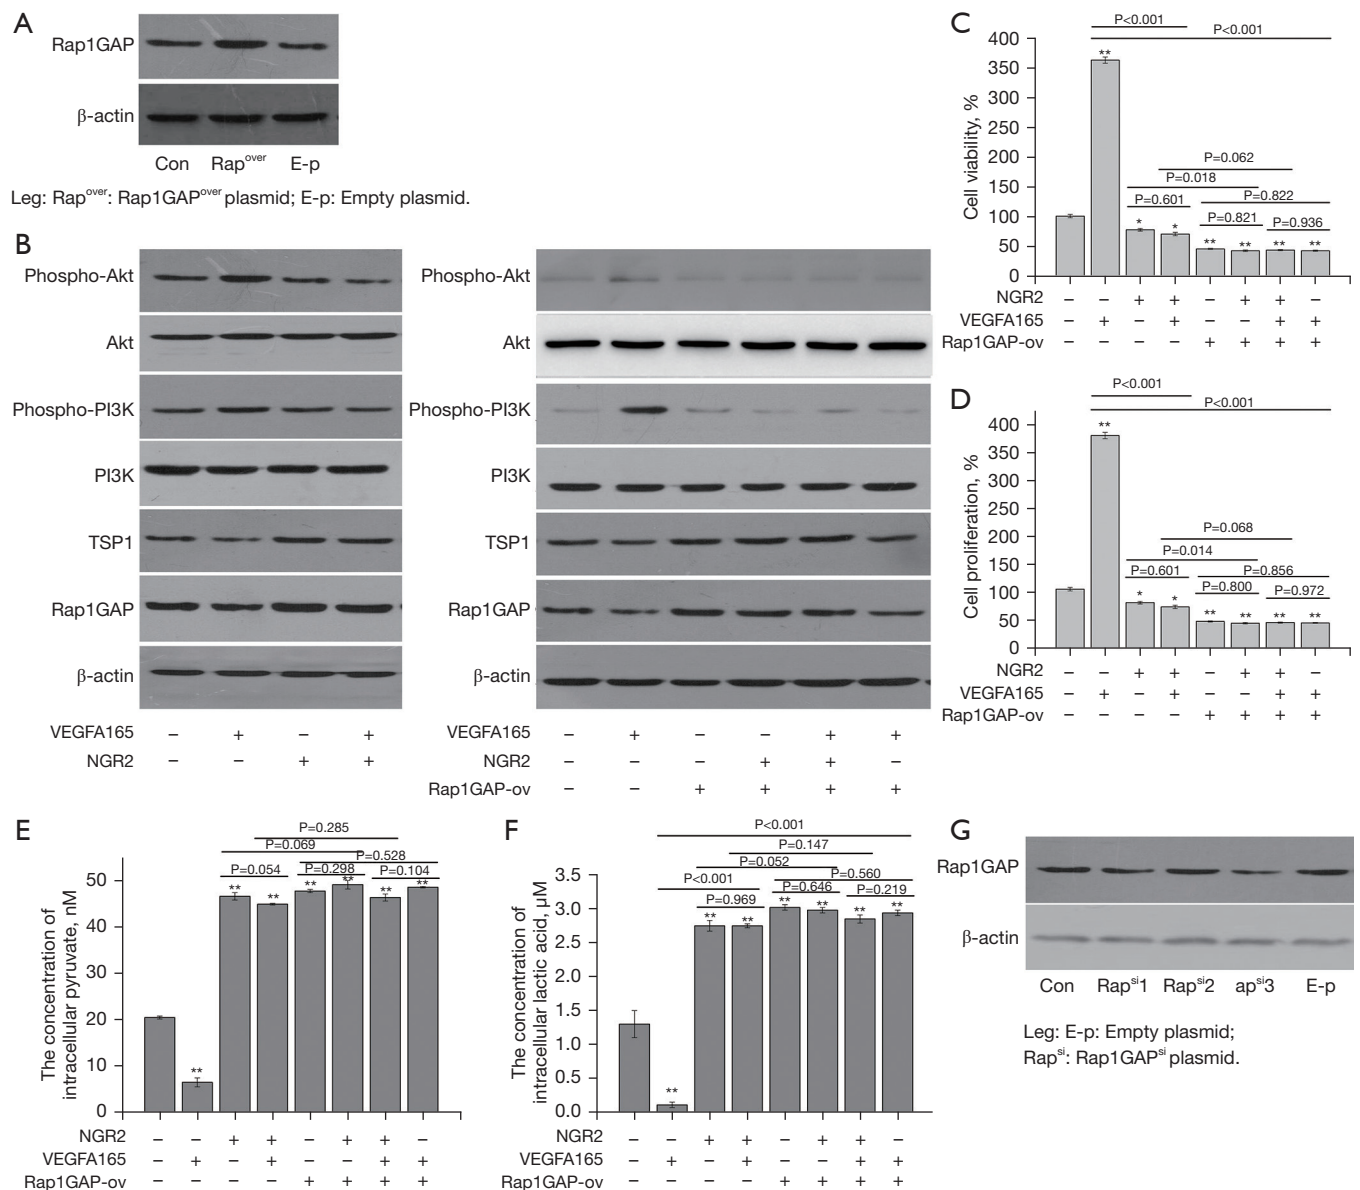 A
Rap1GAP
β-actin
Con Rap^over E-p
Leg: Rap^over: Rap1GAP^over plasmid; E-p: Empty plasmid.
B
Phospho-Akt
Akt
Phospho-PI3K
PI3K
TSP1
Rap1GAP
β-actin
VEGFA165 – + – +
NGR2 – – + +
Phospho-Akt
Akt
Phospho-PI3K
PI3K
TSP1
Rap1GAP
β-actin
VEGFA165 – + – – + +
NGR2 – – – + + –
Rap1GAP-ov – – + + + +
C
Cell viability, %
400
350
300
250
200
150
100
50
0
P<0.001
P<0.001
P=0.062
P=0.018
P=0.822
P=0.601
P=0.821
P=0.936
** * * ** ** ** **
NGR2 – – + + – + + –
VEGFA165 – + – + – – + +
Rap1GAP-ov – – – – + + + +
D
Cell proliferation, %
400
350
300
250
200
150
100
50
0
P<0.001
P<0.001
P=0.068
P=0.014
P=0.856
P=0.601
P=0.800
P=0.972
** * * ** ** ** **
NGR2 – – + + – + + –
VEGFA165 – + – + – – + +
Rap1GAP-ov – – – – + + + +
E
The concentration of
intracellular pyruvate, nM
50
40
30
20
10
0
P=0.285
P=0.069
P=0.528
P=0.054
P=0.298
P=0.104
** ** ** ** ** ** **
NGR2 – – + + – + + –
VEGFA165 – + – + – – + +
Rap1GAP-ov – – – – + + + +
F
The concentration of
intracellular lactic acid, µM
3.5
3.0
2.5
2.0
1.5
1.0
0.5
0.0
P<0.001
P=0.147
P=0.052
P=0.560
P<0.001
P=0.646
P=0.219
P=0.969
** ** ** ** ** ** **
NGR2 – – + + – + + –
VEGFA165 – + – + – – + +
Rap1GAP-ov – – – – + + + +
G
Rap1GAP
β-actin
Con Rap^si1 Rap^si2 ap^si3 E-p
Leg: E-p: Empty plasmid;
Rap^si: Rap1GAP^si plasmid.